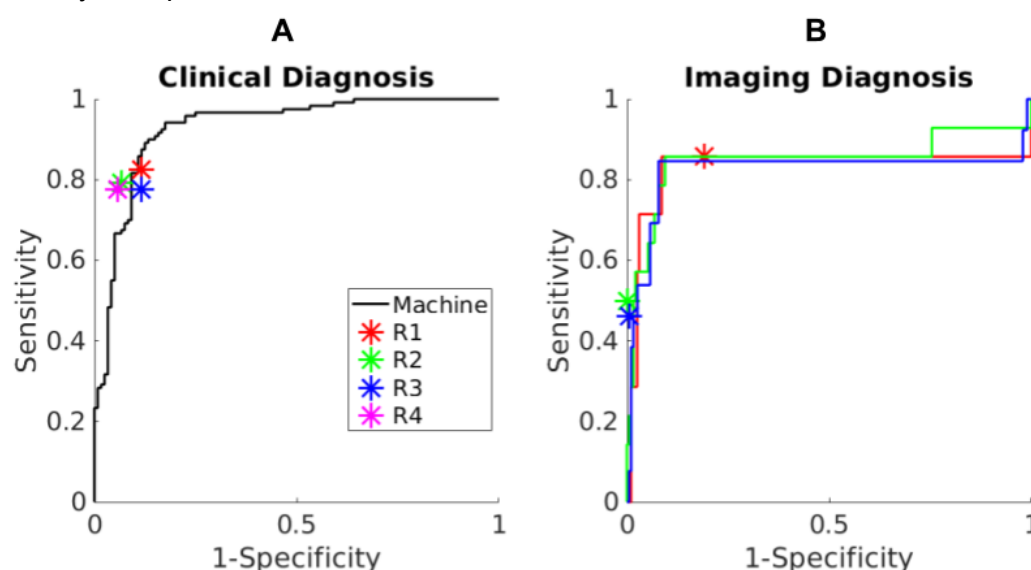 A
B
Clinical Diagnosis
Imaging Diagnosis
1
0.8
0.6
0.4
0.2
0
Sensitivity
0
0.5
1
1-Specificity
Machine
R1
R2
R3
R4
1
0.8
0.6
0.4
0.2
0
Sensitivity
0
0.5
1
1-Specificity